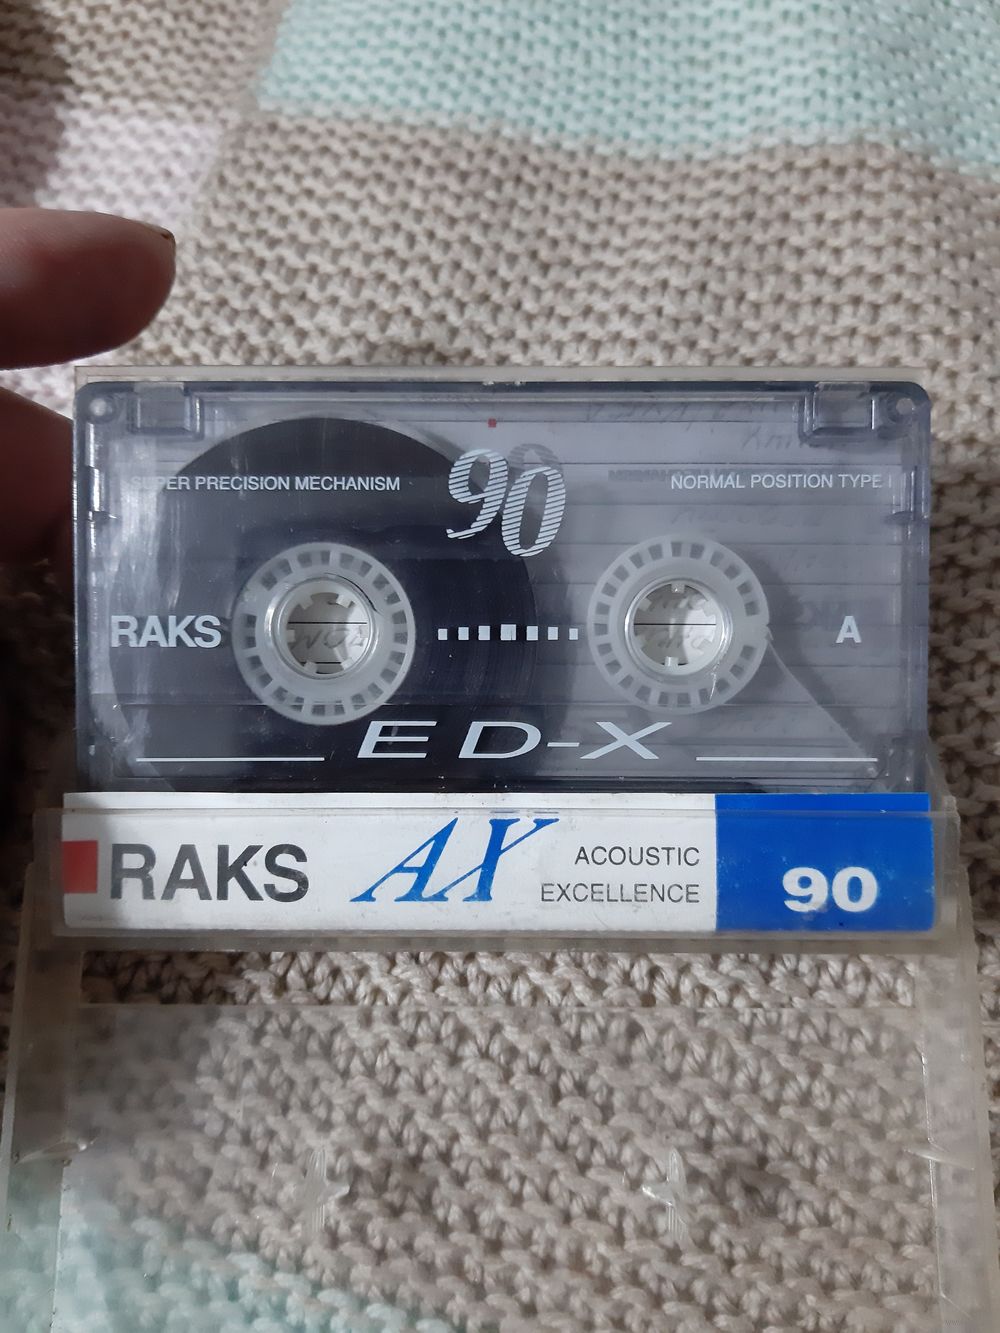 90
SUPER PRECISION MECHANISM
NORMAL POSITION TYPE I
RAKS
A
ED-X
RAKS AX ACOUSTIC EXCELLENCE 90